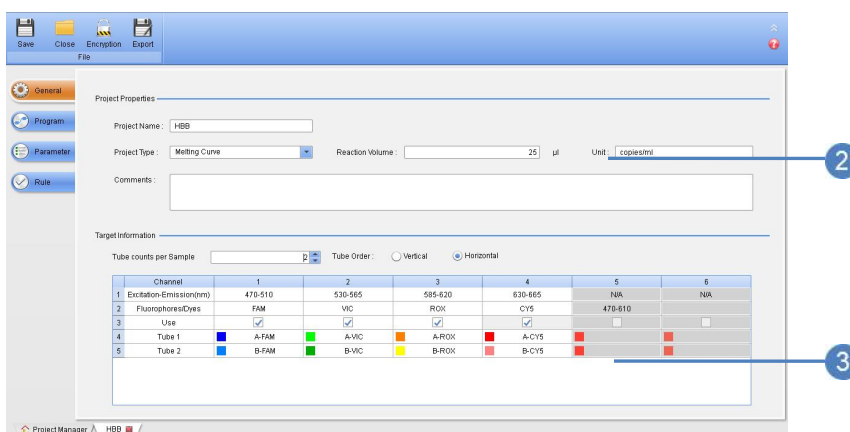 Save Close Encryption Export
File
General
Project Properties
Project Name : HBB
Program
Project Type : Melting Curve Reaction Volume : 25 µl Unit : copies/ml
2
Parameter
Comments :
Rule
Target Information
Tube counts per Sample 2 Tube Order : Vertical Horizontal
Channel 1 2 3 4 5 6
1 Excitation-Emission(nm) 470-510 530-565 585-620 630-665 N/A N/A
2 Fluorophores/Dyes FAM VIC ROX CY5 470-610
3 Use
4 Tube 1 A-FAM A-VIC A-ROX A-CY5
5 Tube 2 B-FAM B-VIC B-ROX B-CY5
3
Project Manager HBB